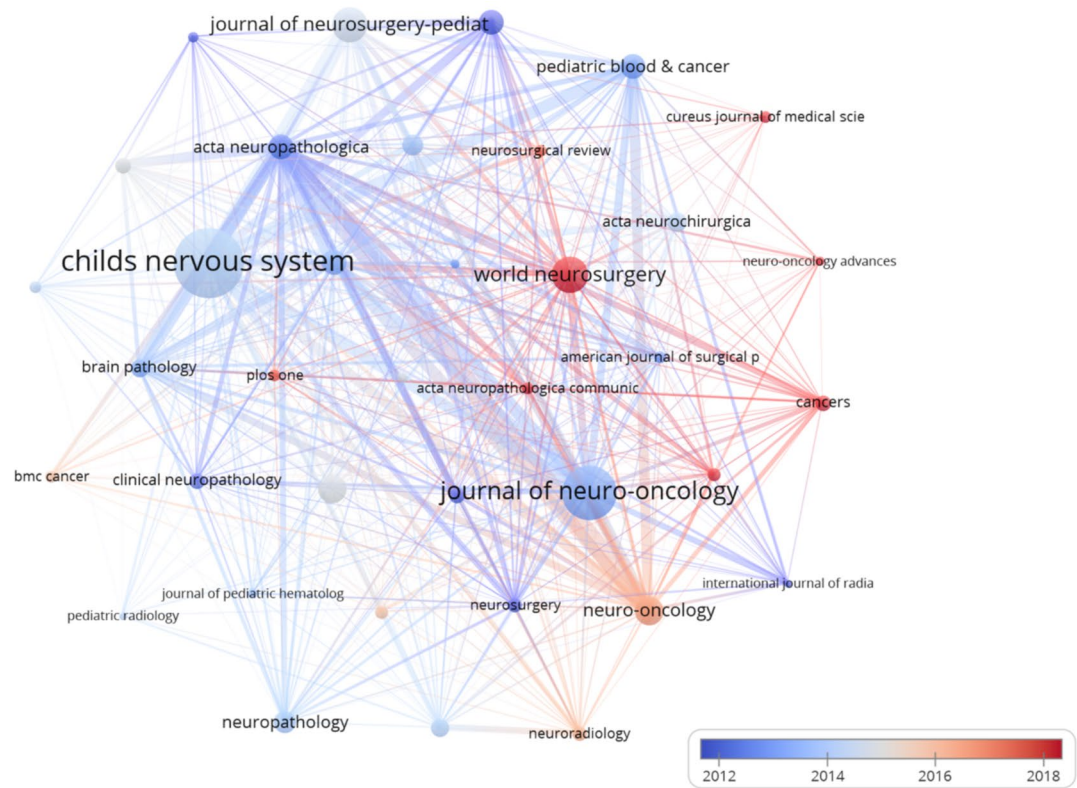 journal of neurosurgery-pediat
pediatric blood & cancer
cureus journal of medical scie
acta neuropathologica
neurosurgical review
acta neurochirurgica
childs nervous system
world neurosurgery
neuro-oncology advances
american journal of surgical p
brain pathology
plos one
acta neuropathologica communic
cancers
bmc cancer
clinical neuropathology
journal of neuro-oncology
international journal of radia
journal of pediatric hematolog
neurosurgery
neuro-oncology
pediatric radiology
neuropathology
neuroradiology
2012
2014
2016
2018